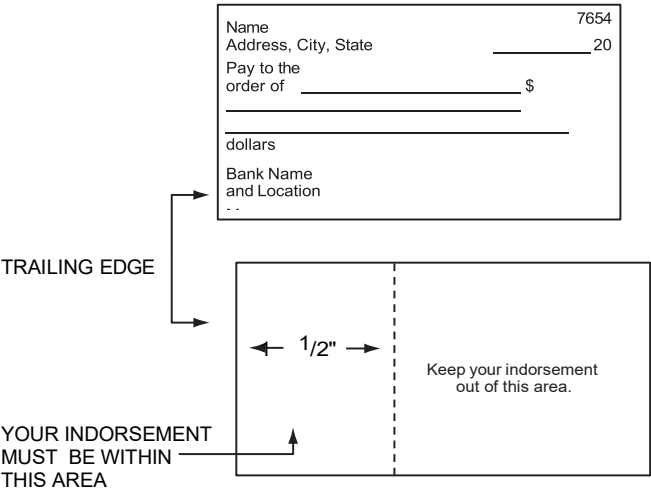 7654
Name
Address, City, State
20
Pay to the
order of $
dollars
Bank Name
and Location
TRAILING EDGE
1/2"
Keep your indorsement
out of this area.
YOUR INDORSEMENT
MUST BE WITHIN
THIS AREA